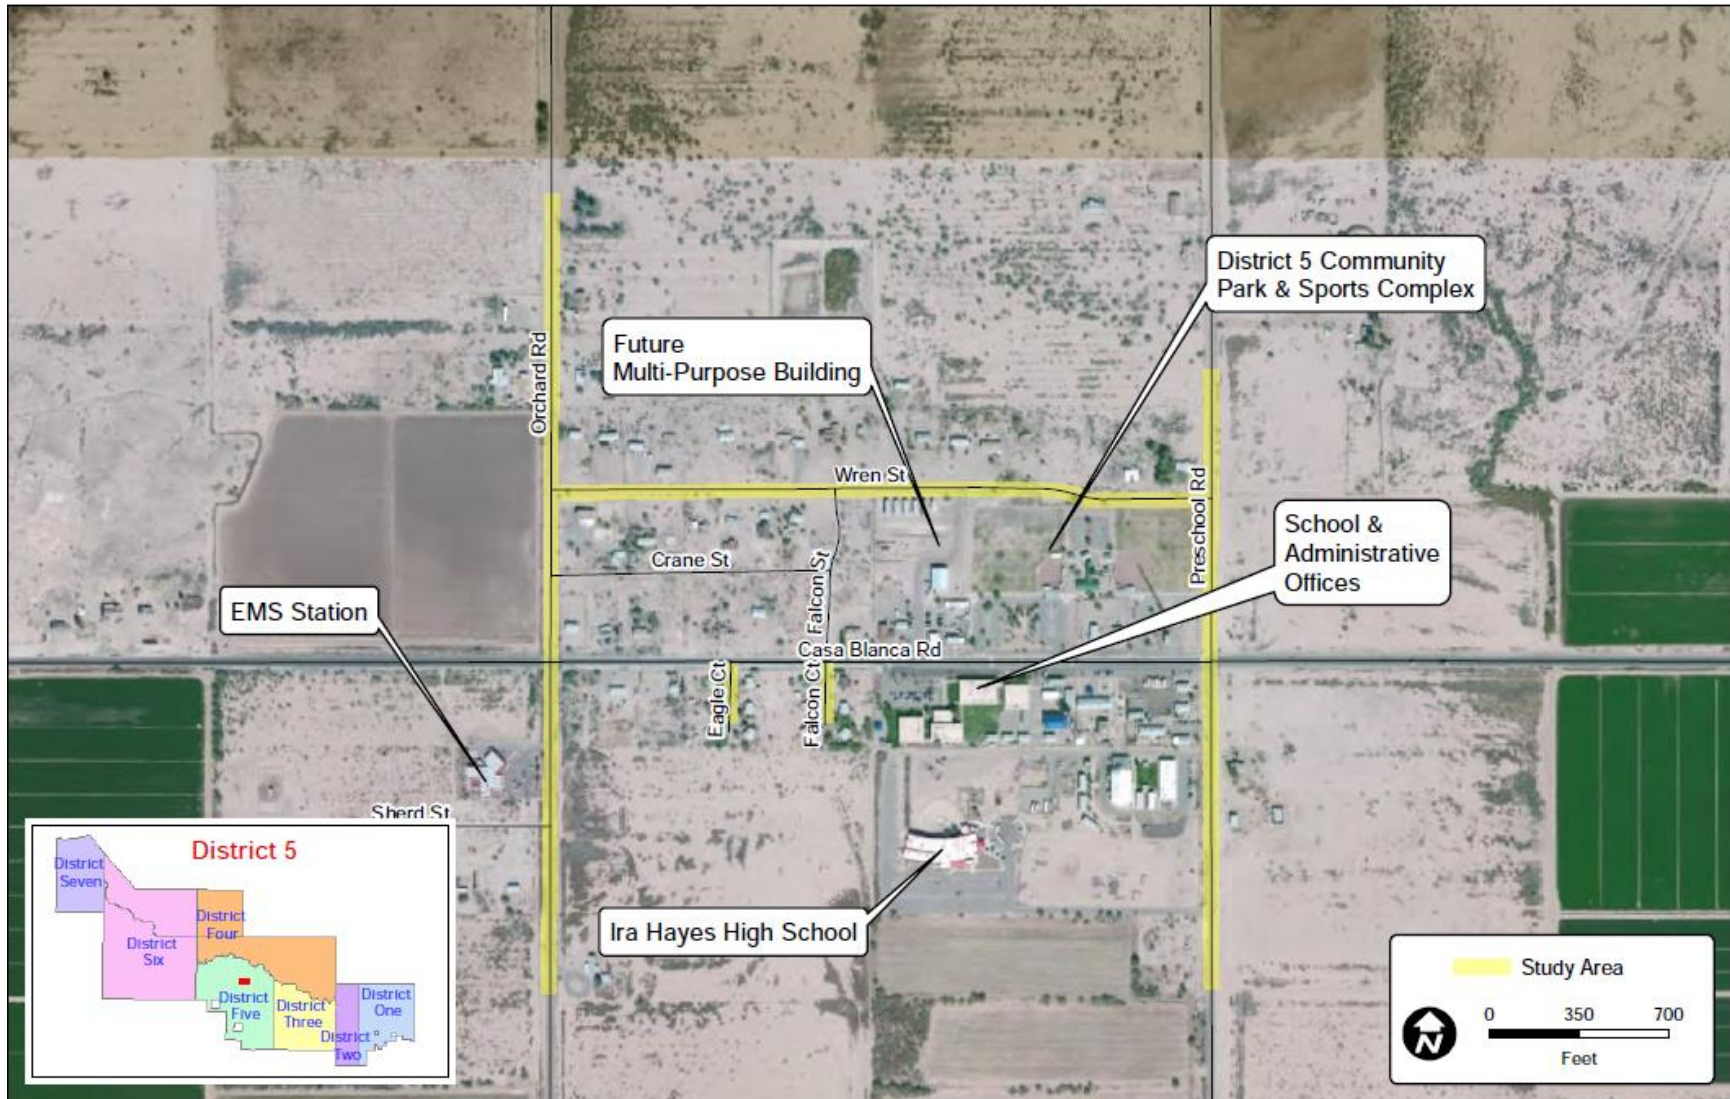 District 5 Community
Park & Sports Complex
Future
Multi-Purpose Building
Orchard Rd
Wren St
Preschool Rd
School &
Administrative
Offices
Crane St
Falcon St
EMS Station
Casa Blanca Rd
Eagle Ct
Falcon Ct
Sherd St
Ira Hayes High School
District 5
District
Seven
District
Four
District
Six
District
Five
District
Three
District
Two
District
One
Study Area
N
0 350 700
Feet